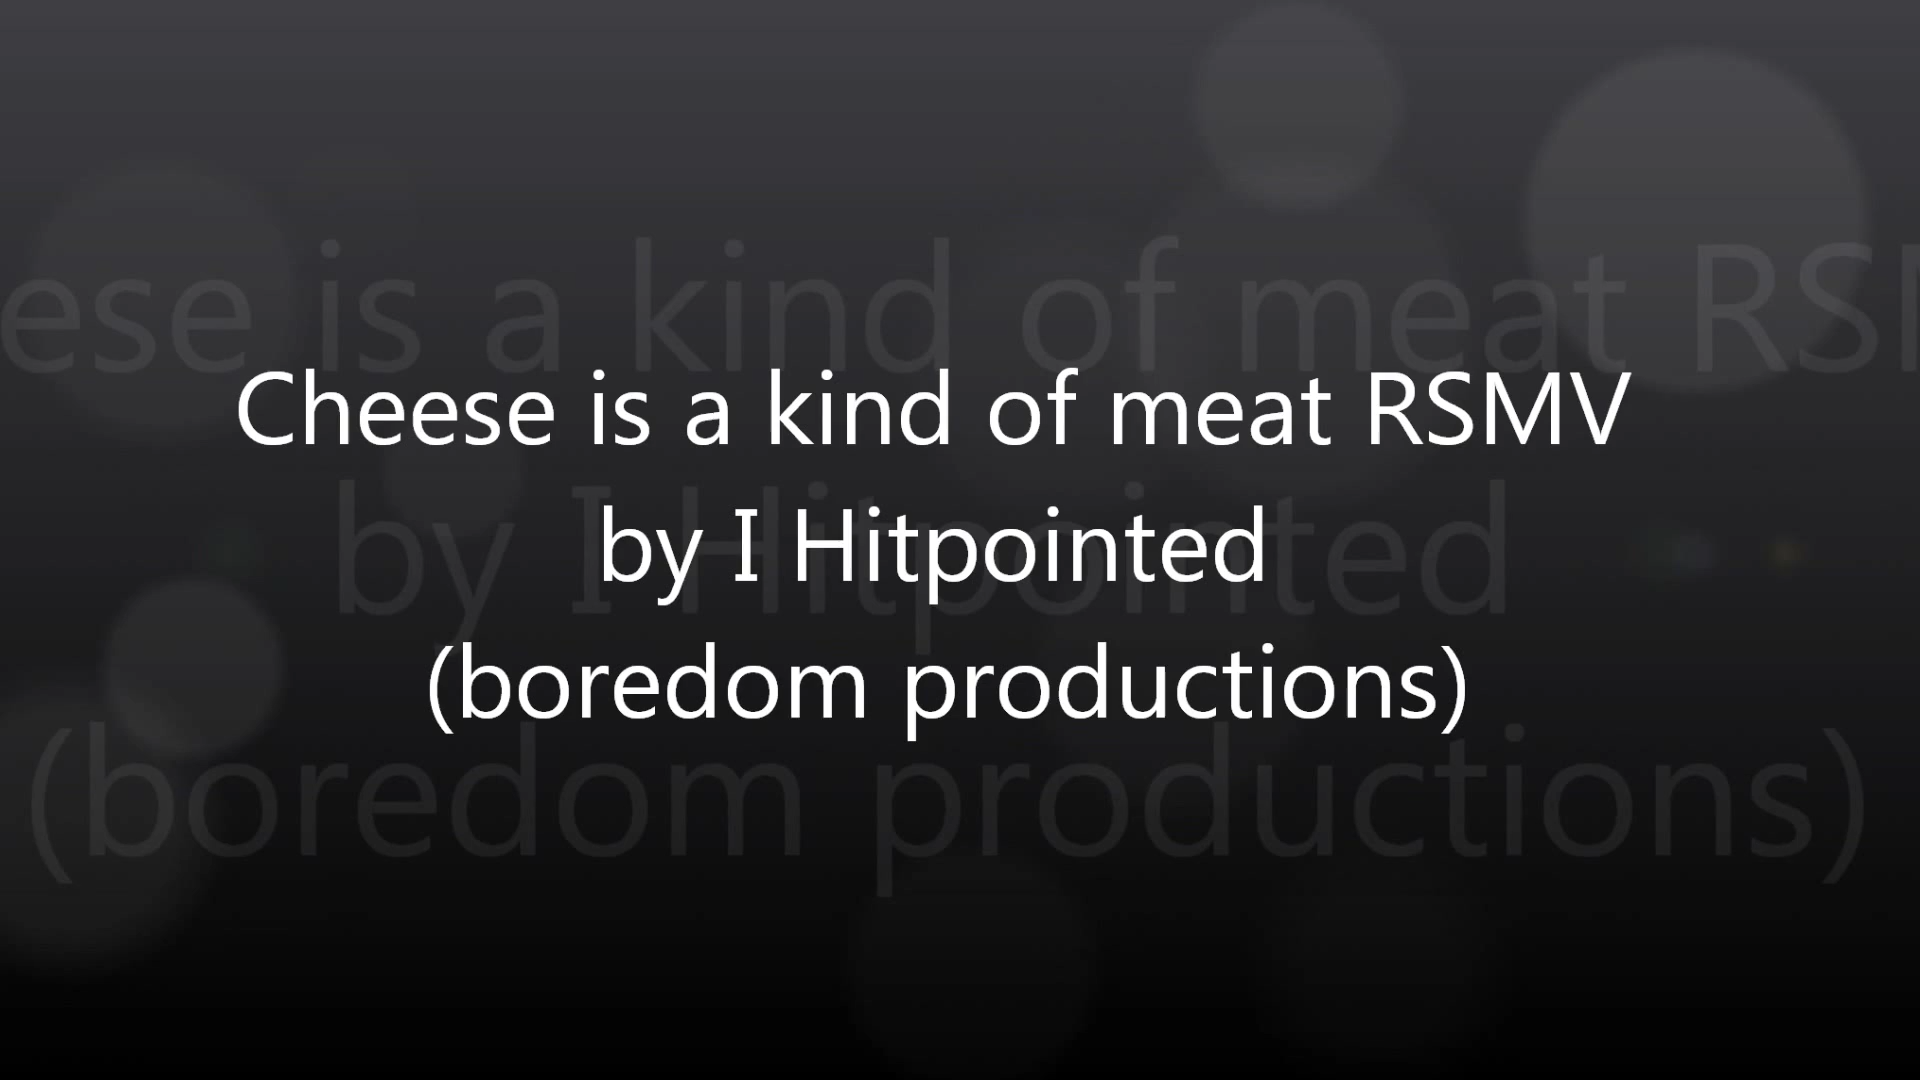 Cheese is a kind of meat RSMV
by I Hitpointed
(boredom productions)